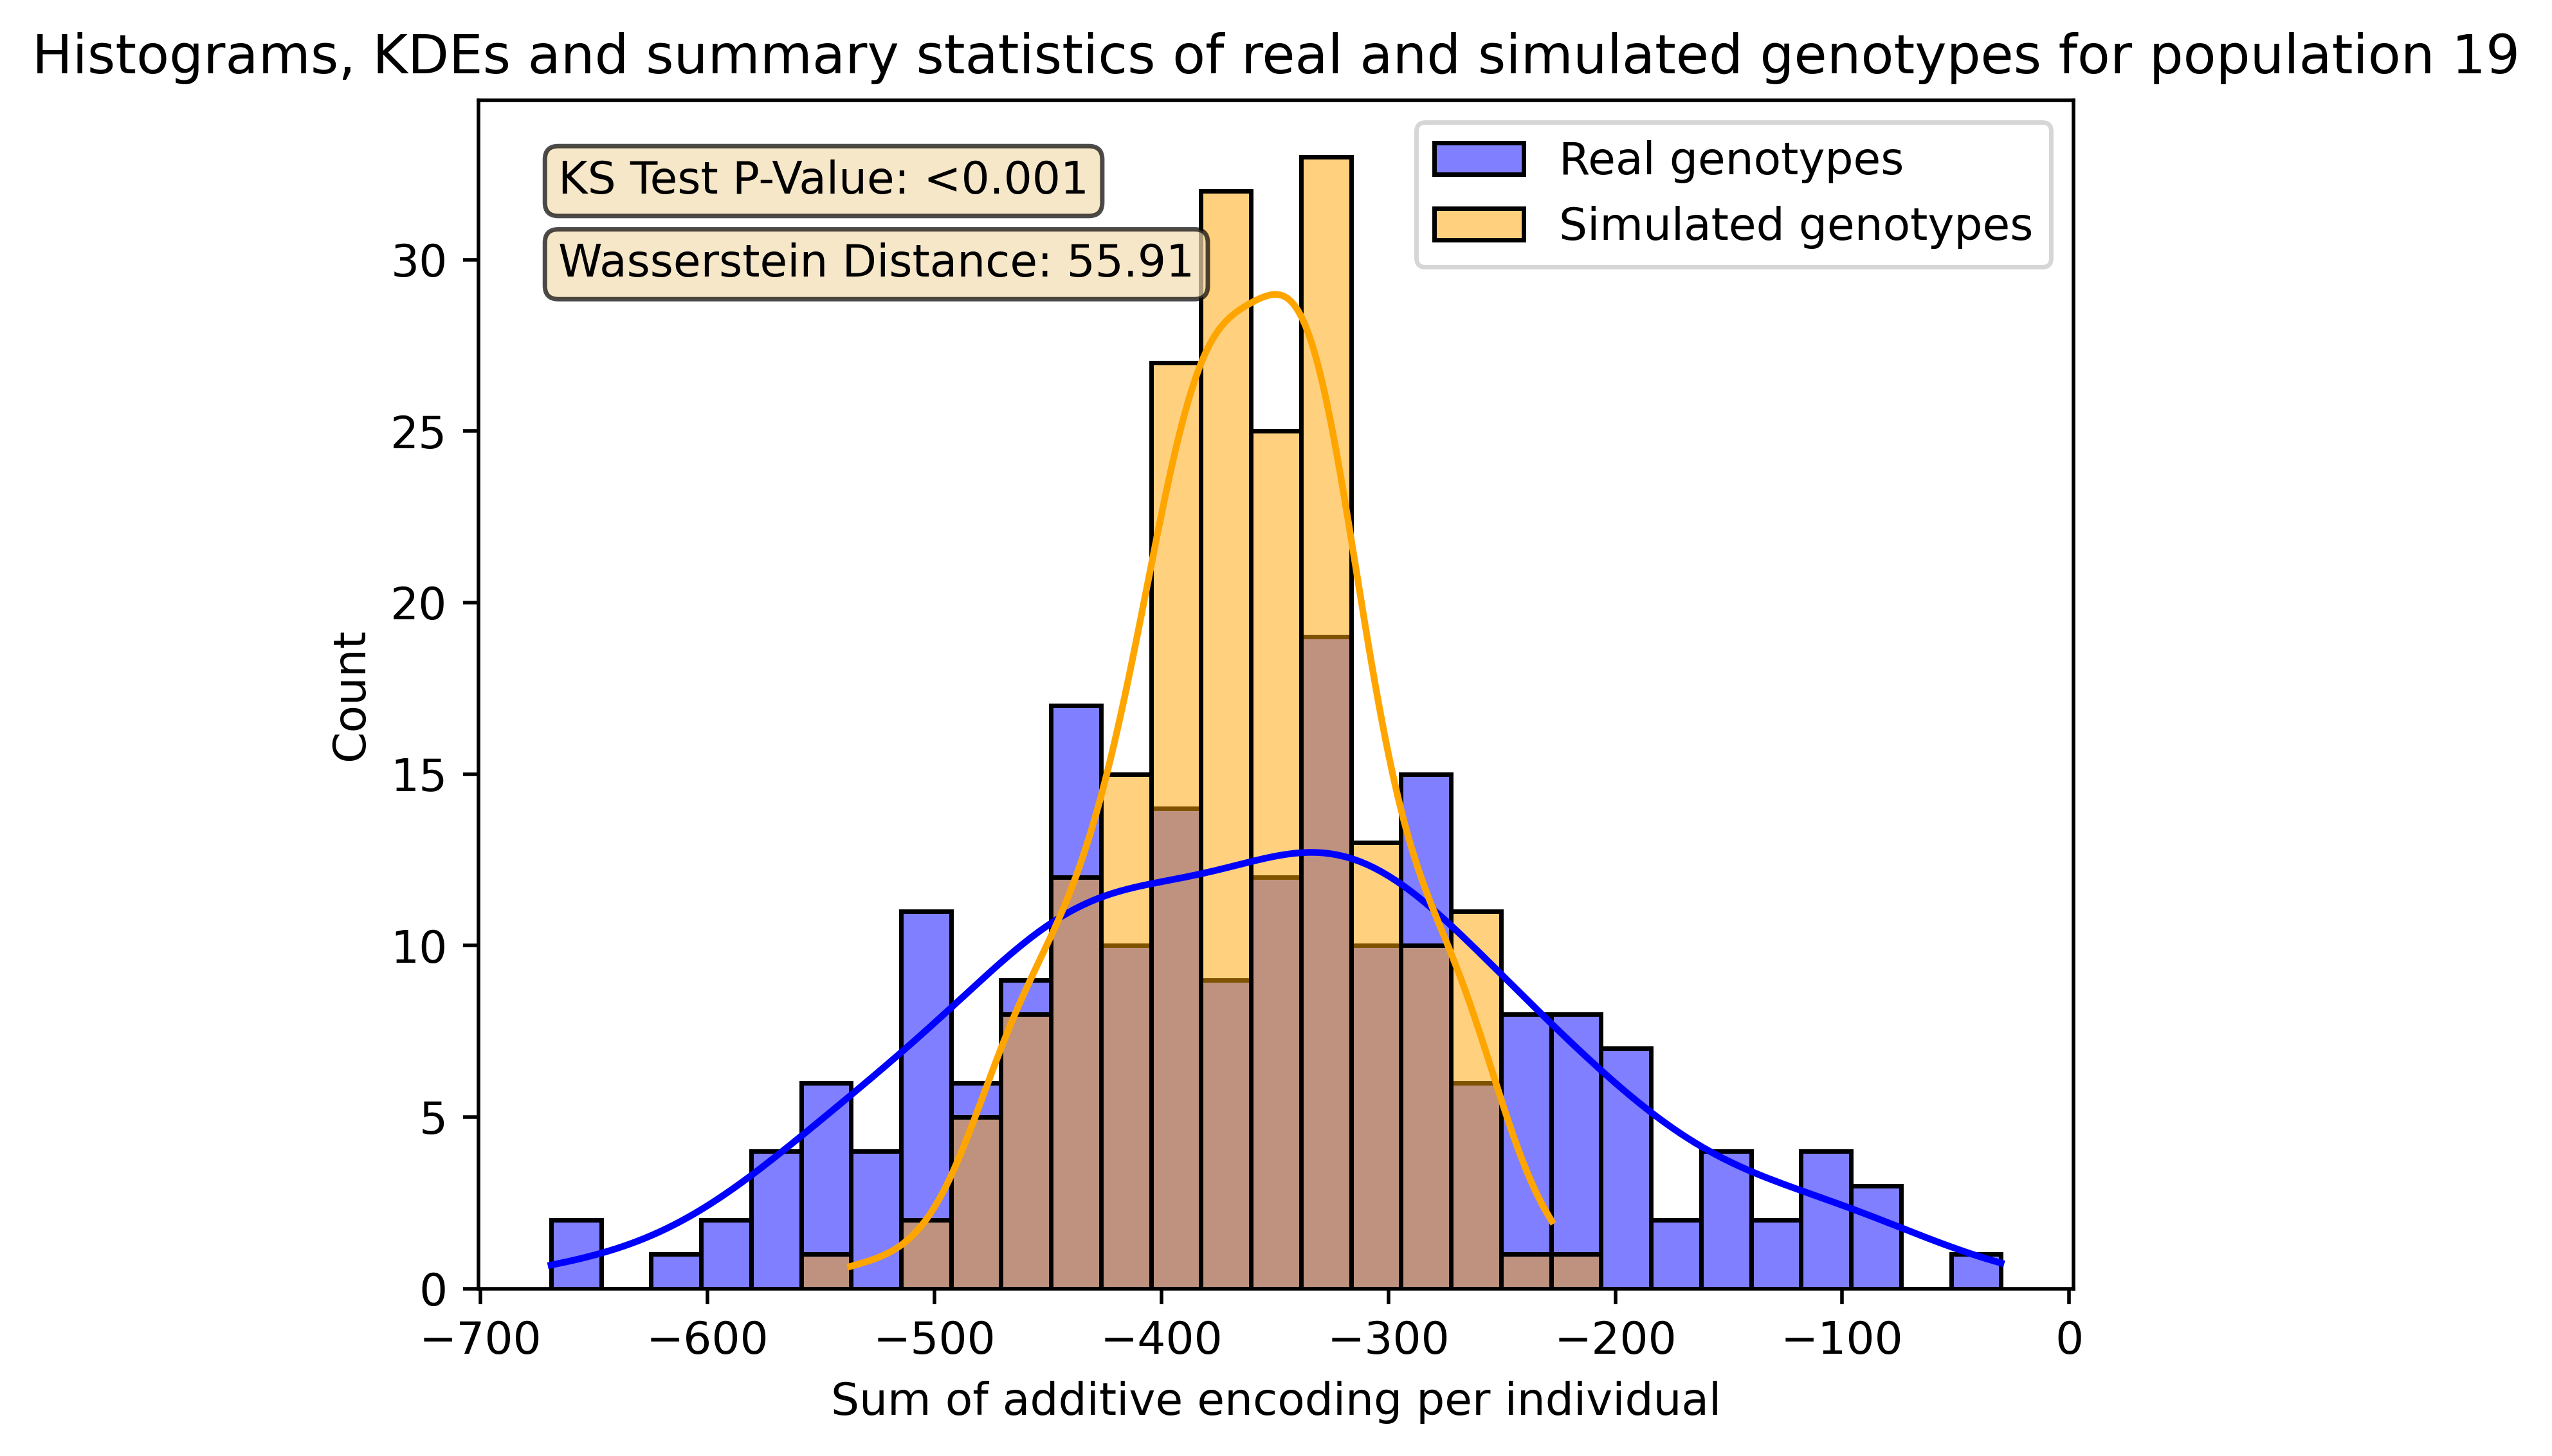 Histograms, KDEs and summary statistics of real and simulated genotypes for population 19
KS Test P-Value: <0.001
Wasserstein Distance: 55.91
Real genotypes
Simulated genotypes
Count
30
25
20
15
10
5
0
−700 −600 −500 −400 −300 −200 −100 0
Sum of additive encoding per individual